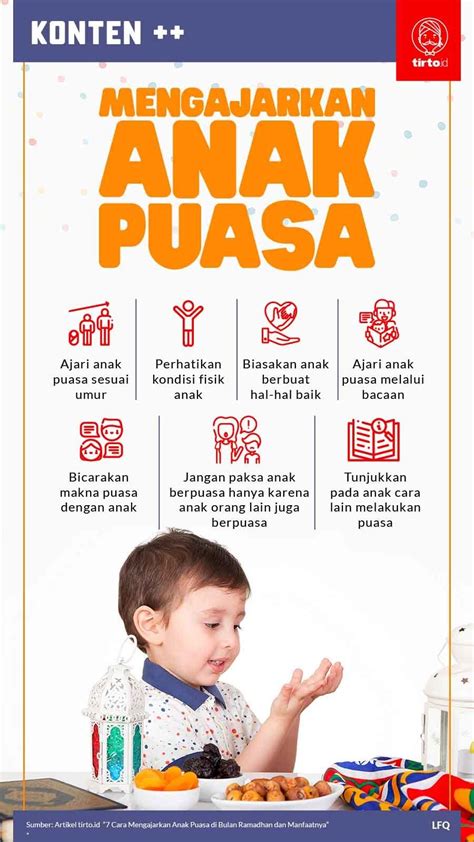 KONTEN ++
tirto.id
MENGAJARKAN
ANAK
PUASA
Ajari anak
puasa sesuai
umur
Perhatikan
kondisi fisik
anak
Biasakan anak
berbuat
hal-hal baik
Ajari anak
puasa melalui
bacaan
Bicarakan
makna puasa
dengan anak
Jangan paksa anak
berpuasa hanya karena
anak orang lain juga
berpuasa
Tunjukkan
pada anak cara
lain melakukan
puasa
Sumber: Artikel tirto.id "7 Cara Mengajarkan Anak Puasa di Bulan Ramadhan dan Manfaatnya"
LFQ